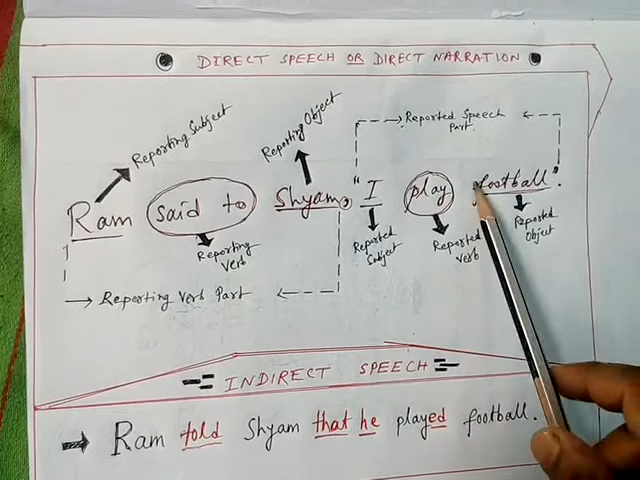 DIRECT SPEECH OR DIRECT NARRATION
Reporting Subject
Reporting Object
Reported Speech Part
Ram said to Shyam, "I play football".
Reporting Verb
Reported Subject
Reported Verb
Reported Object
Reporting Verb Part
INDIRECT SPEECH
Ram told Shyam that he played football.